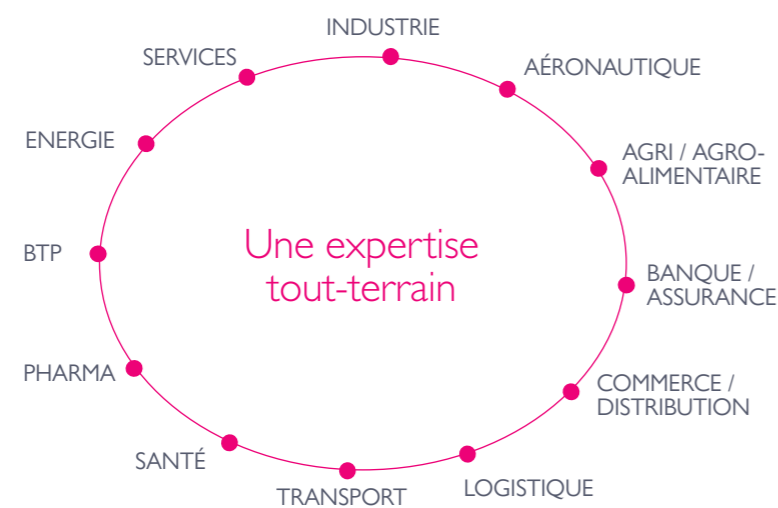 INDUSTRIE
SERVICES
AÉRONAUTIQUE
ENERGIE
AGRI / AGRO-
ALIMENTAIRE
Une expertise
tout-terrain
BTP
BANQUE /
ASSURANCE
PHARMA
COMMERCE /
DISTRIBUTION
SANTÉ
LOGISTIQUE
TRANSPORT